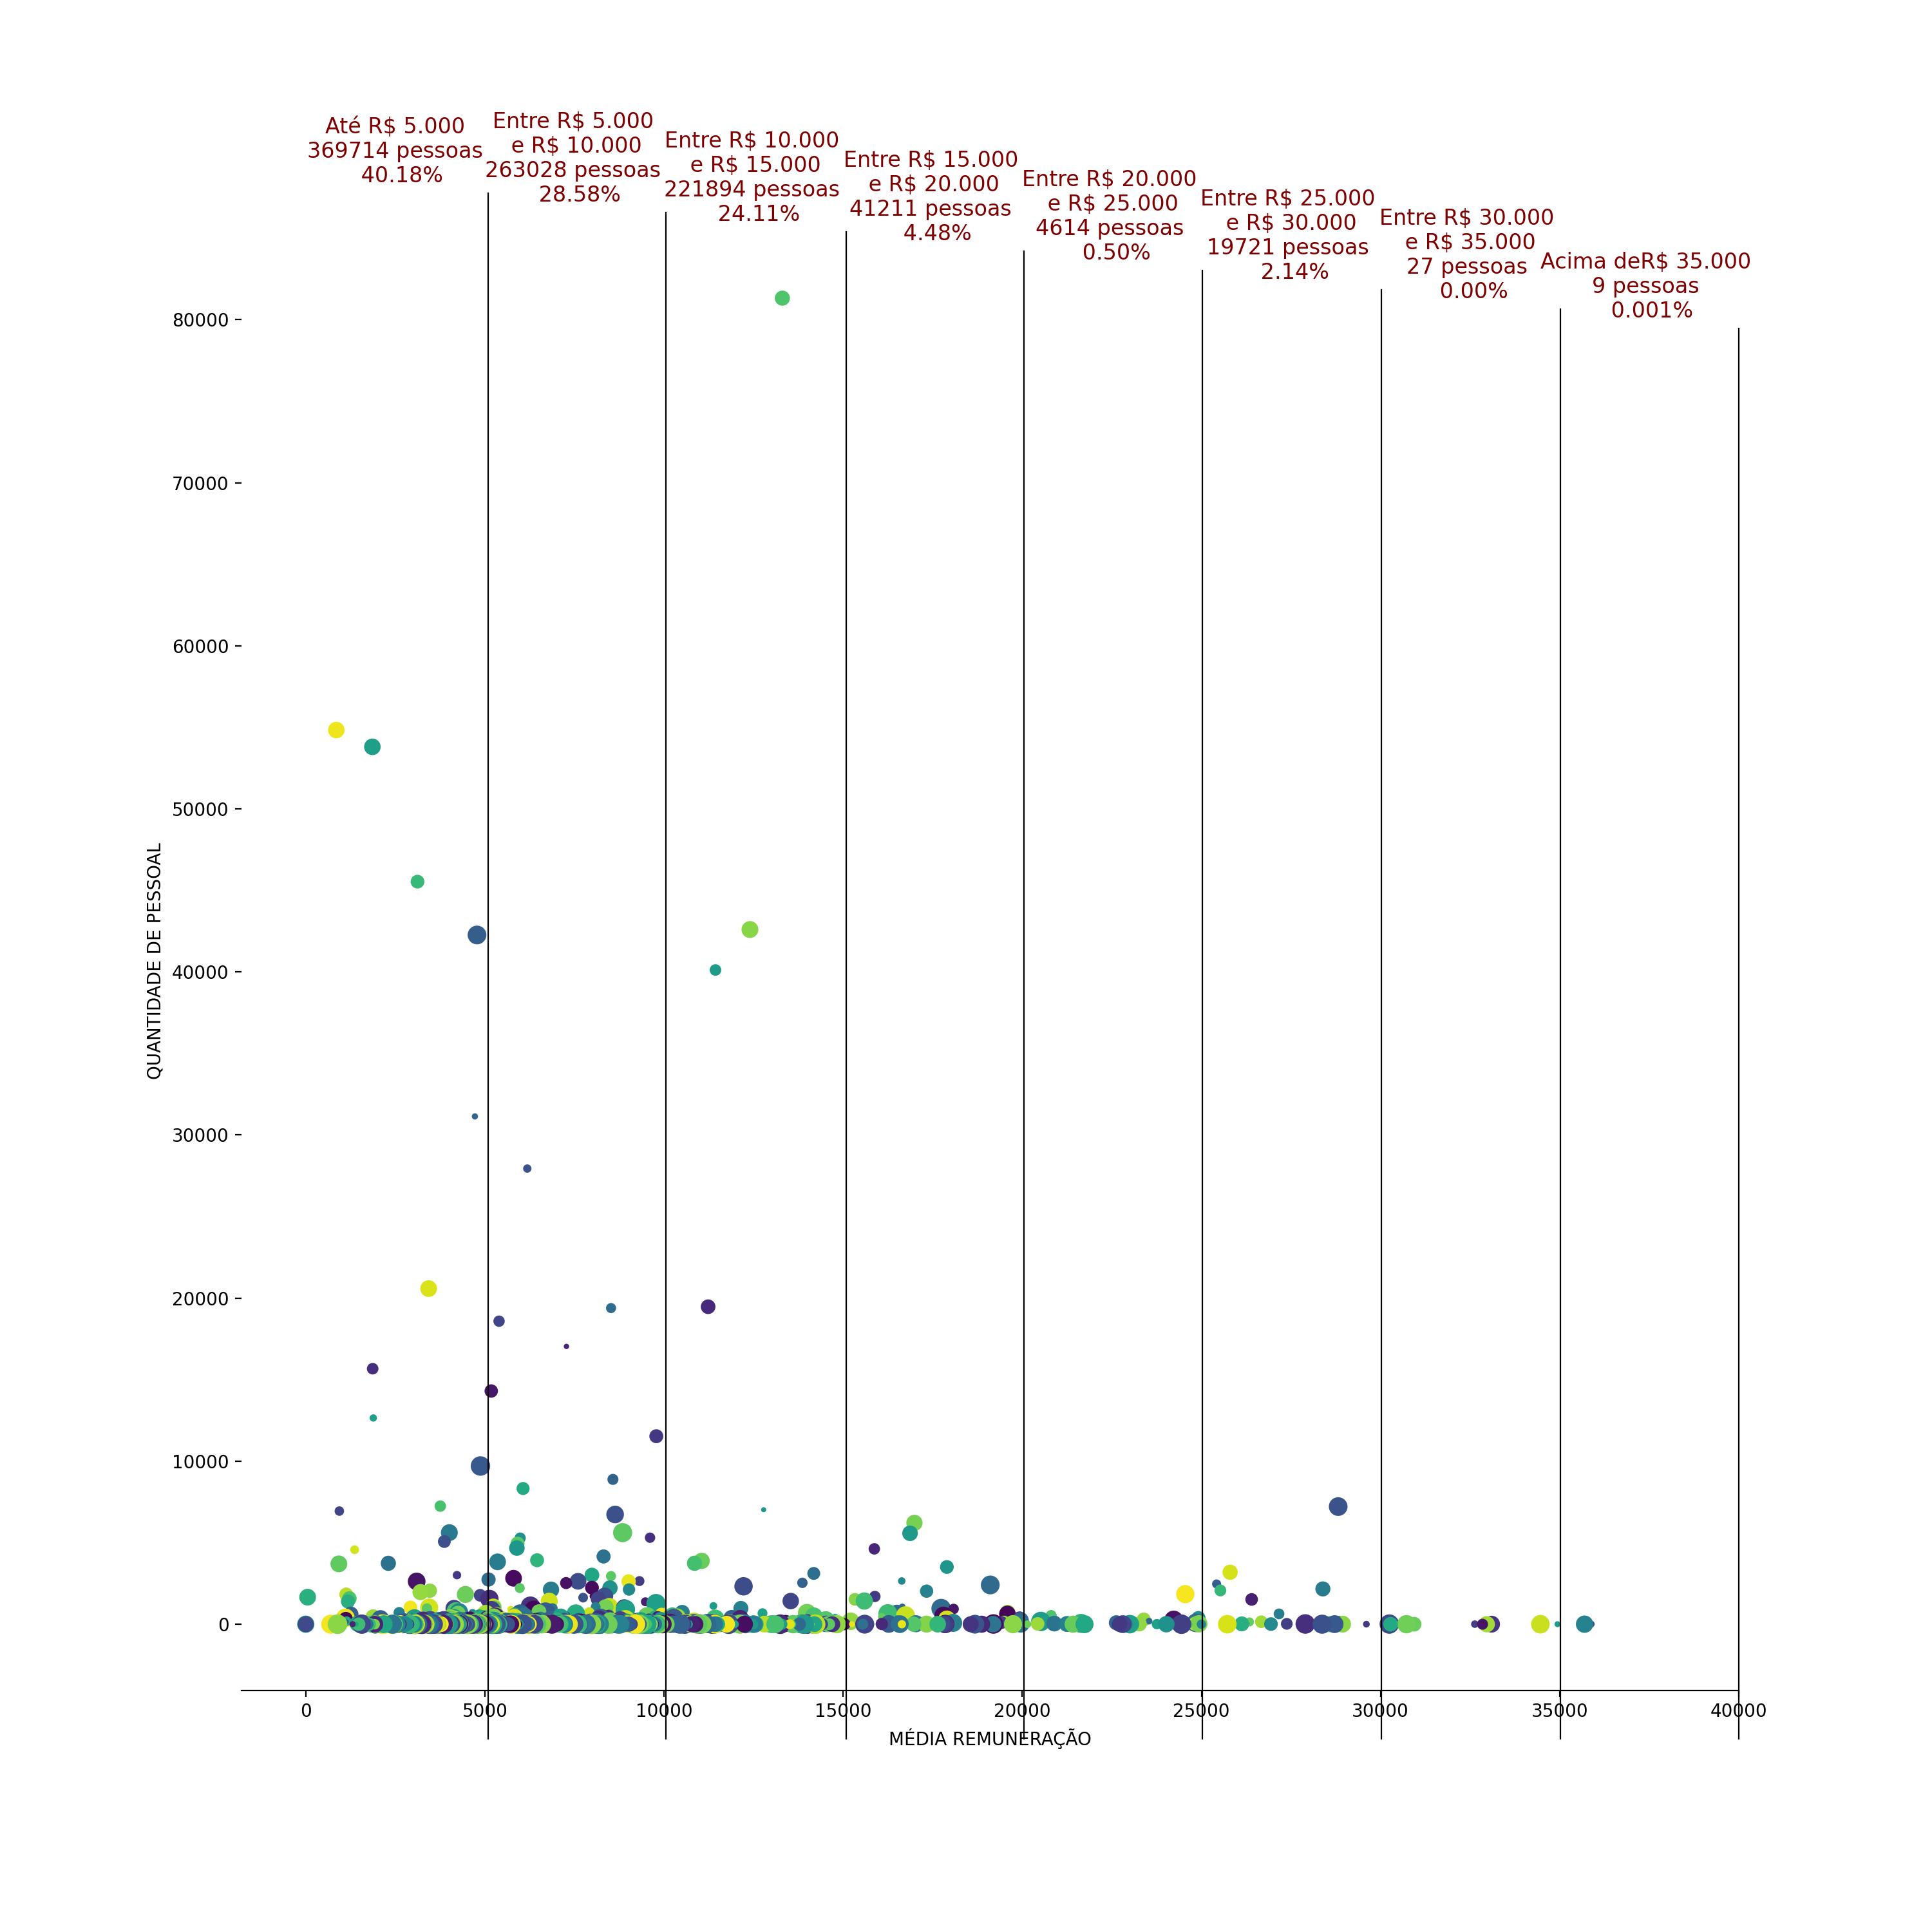 Até R$ 5.000
369714 pessoas
40.18%
Entre R$ 5.000
e R$ 10.000
263028 pessoas
28.58%
Entre R$ 10.000
e R$ 15.000
221894 pessoas
24.11%
Entre R$ 15.000
e R$ 20.000
41211 pessoas
4.48%
Entre R$ 20.000
e R$ 25.000
4614 pessoas
0.50%
Entre R$ 25.000
e R$ 30.000
19721 pessoas
2.14%
Entre R$ 30.000
e R$ 35.000
27 pessoas
0.00%
Acima deR$ 35.000
9 pessoas
0.001%
80000
70000
60000
50000
40000
30000
20000
10000
0
QUANTIDADE DE PESSOAL
0 5000 10000 15000 20000 25000 30000 35000 40000
MÉDIA REMUNERAÇÃO